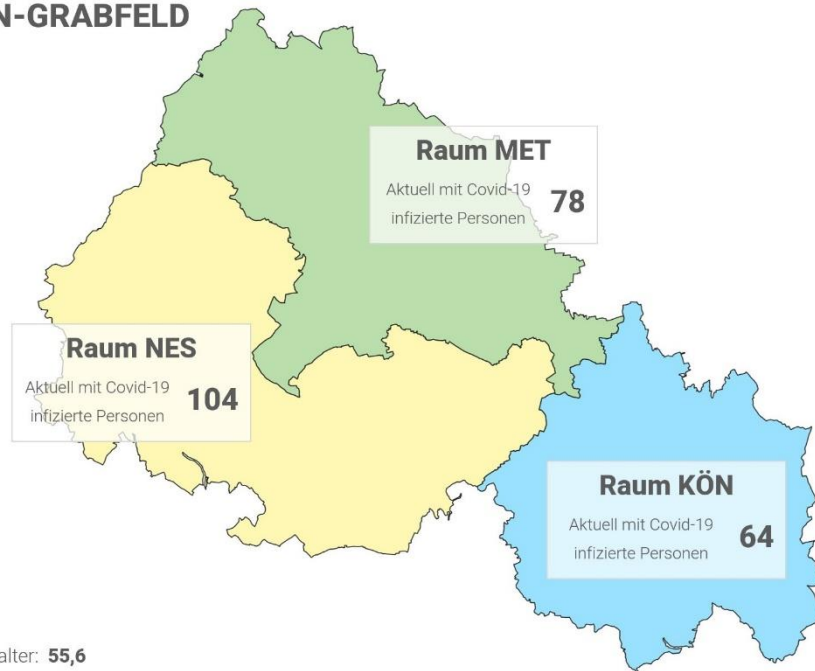 N-GRABFELD
Raum MET
Aktuell mit Covid-19
infizierte Personen
78
Raum NES
Aktuell mit Covid-19
infizierte Personen
104
Raum KÖN
Aktuell mit Covid-19
infizierte Personen
64
alter: 55,6